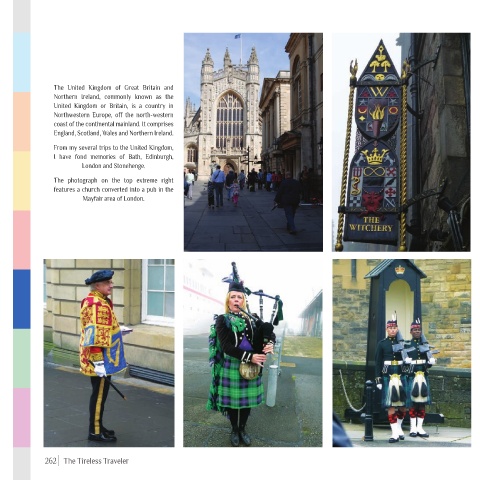 The United Kingdom of Great Britain and
Northern Ireland, commonly known as the
United Kingdom or Britain, is a country in
Northwestern Europe, off the north-western
coast of the continental mainland. It comprises
England, Scotland, Wales and Northern Ireland.
From my several trips to the United Kingdom,
I have fond memories of Bath, Edinburgh,
London and Stonehenge.
The photograph on the top extreme right
features a church converted into a pub in the
Mayfair area of London.
W
THE
WITCHERY
262 The Tireless Traveler